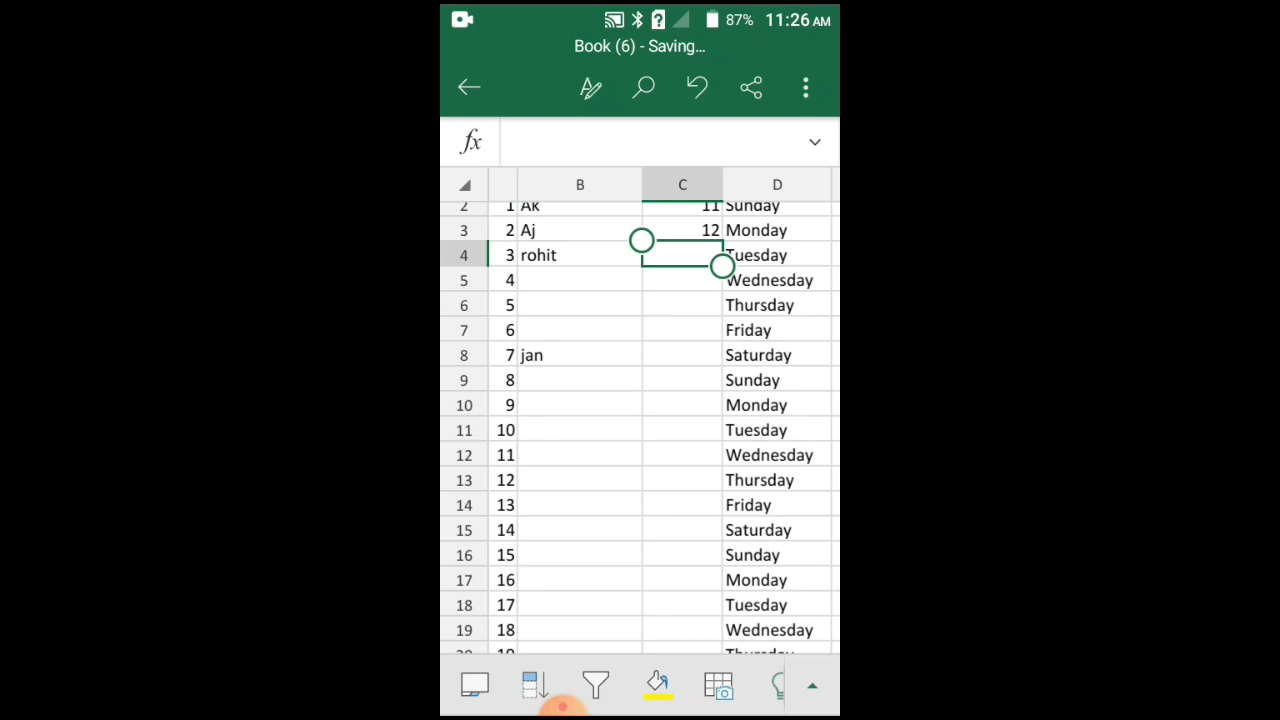 87% 11:26 AM
Book (6) - Saving...
fx
B C D
2 1 Ak 11 Sunday
3 2 Aj 12 Monday
4 3 rohit Tuesday
5 4 Wednesday
6 5 Thursday
7 6 Friday
8 7 jan Saturday
9 8 Sunday
10 9 Monday
11 10 Tuesday
12 11 Wednesday
13 12 Thursday
14 13 Friday
15 14 Saturday
16 15 Sunday
17 16 Monday
18 17 Tuesday
19 18 Wednesday
20 19 Thursday